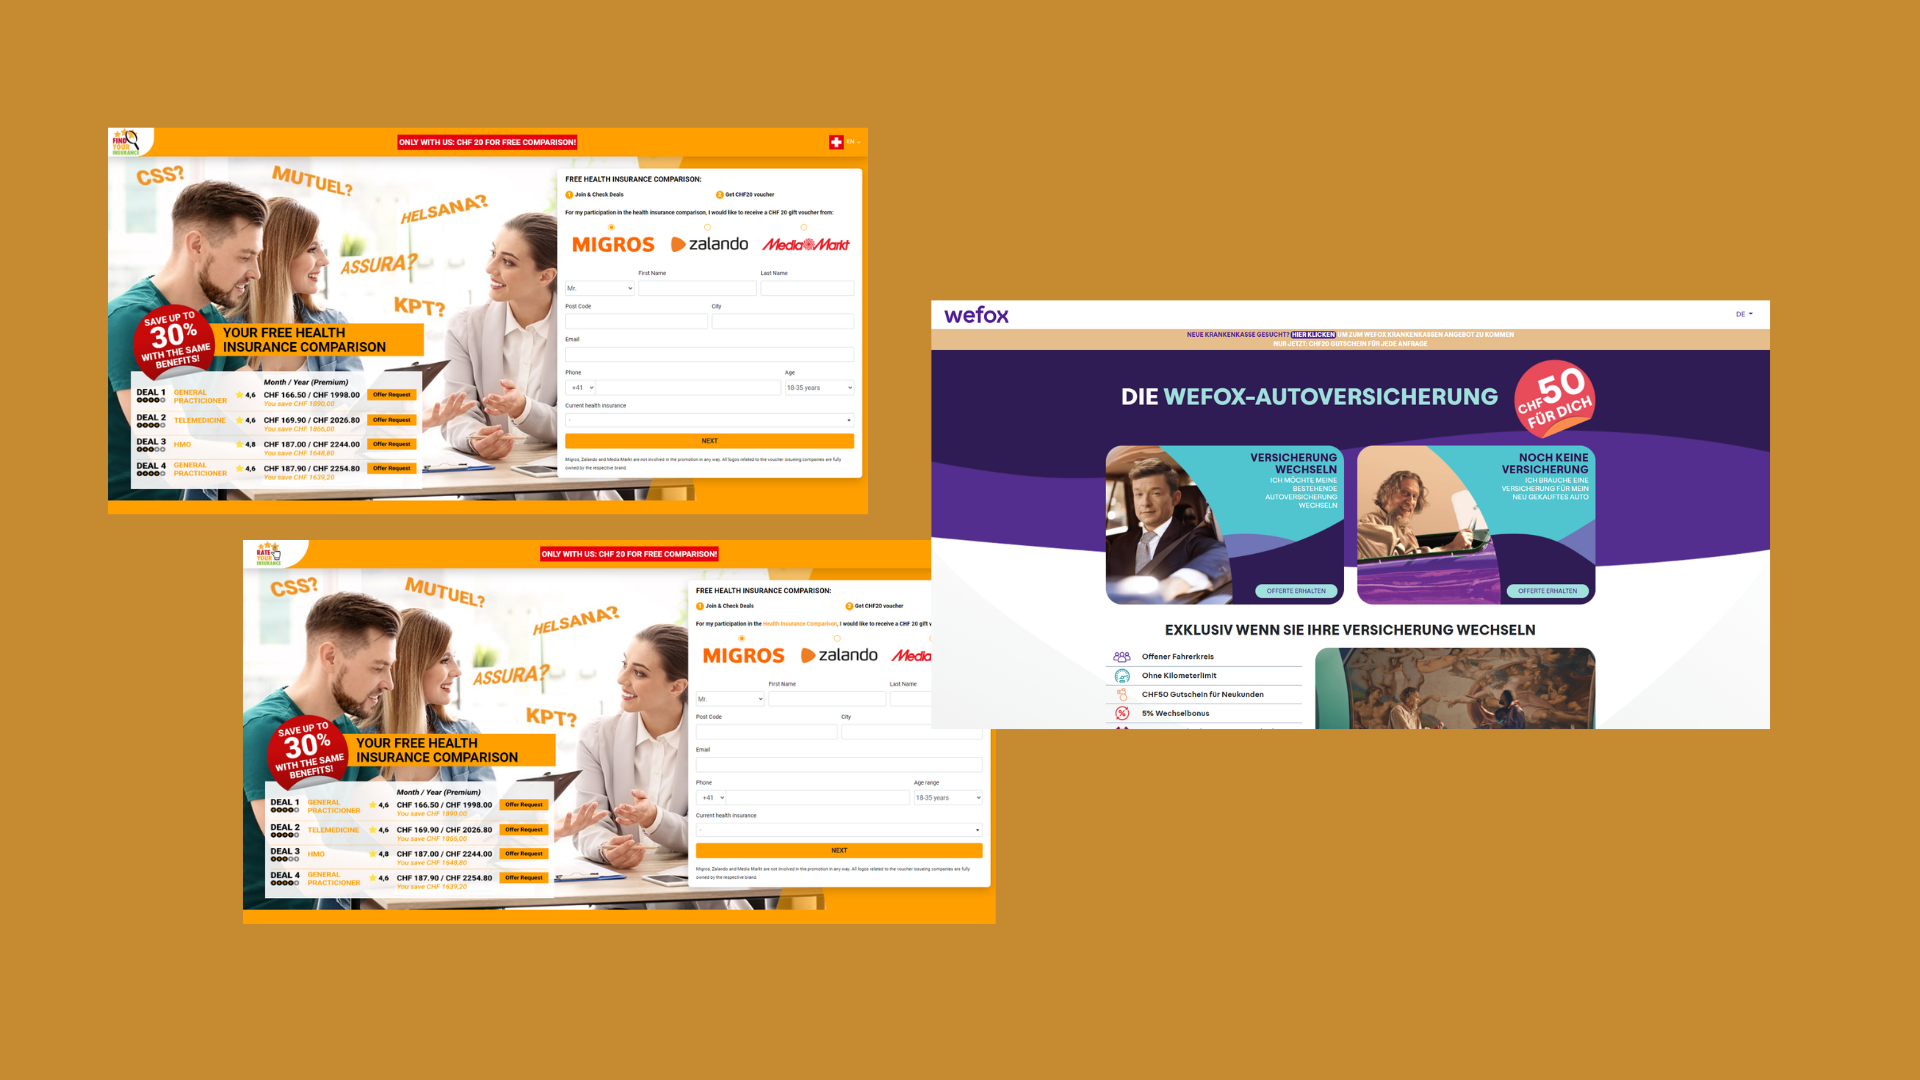 FIND
YOUR
INSURANCE
ONLY WITH US: CHF 20 FOR FREE COMPARISON!
EN
CSS?
MUTUEL?
HELSANA?
ASSURA?
KPT?
SAVE UP TO
30%
WITH THE SAME
BENEFITS!
YOUR FREE HEALTH
INSURANCE COMPARISON
Month / Year (Premium)
DEAL 1 GENERAL PRACTICIONER 4,6 CHF 166.50 / CHF 1998.00 Offer Request
You save CHF 1890,00
DEAL 2 TELEMEDICINE 4,6 CHF 169.90 / CHF 2026.80 Offer Request
You save CHF 1866,00
DEAL 3 HMO 4,8 CHF 187.00 / CHF 2244.00 Offer Request
You save CHF 1648,80
DEAL 4 GENERAL PRACTICIONER 4,6 CHF 187.90 / CHF 2254.80 Offer Request
You save CHF 1639,20
FREE HEALTH INSURANCE COMPARISON:
1 Join & Check Deals 2 Get CHF20 voucher
For my participation in the health insurance comparison, I would like to receive a CHF 20 gift voucher from:
MIGROS zalando MediaMarkt
First Name Last Name
Mr.
Post Code City
Email
Phone Age
+41 18-35 years
Current health insurance
-
NEXT
Migros, Zalando and Media Markt are not involved in the promotion in any way. All logos related to the voucher issueing companies are fully
owned by the respective brand.
RATE
YOUR
INSURANCE
ONLY WITH US: CHF 20 FOR FREE COMPARISON!
CSS?
MUTUEL?
HELSANA?
ASSURA?
KPT?
SAVE UP TO
30%
WITH THE SAME
BENEFITS!
YOUR FREE HEALTH
INSURANCE COMPARISON
Month / Year (Premium)
DEAL 1 GENERAL PRACTICIONER 4,6 CHF 166.50 / CHF 1998.00 Offer Request
You save CHF 1890,00
DEAL 2 TELEMEDICINE 4,6 CHF 169.90 / CHF 2026.80 Offer Request
You save CHF 1866,00
DEAL 3 HMO 4,8 CHF 187.00 / CHF 2244.00 Offer Request
You save CHF 1648,80
DEAL 4 GENERAL PRACTICIONER 4,6 CHF 187.90 / CHF 2254.80 Offer Request
You save CHF 1639,20
FREE HEALTH INSURANCE COMPARISON:
1 Join & Check Deals 2 Get CHF20 voucher
For my participation in the Health Insurance Comparison, I would like to receive a CHF 20 gift v
MIGROS zalando Media
First Name Last Name
Mr.
Post Code City
Email
Phone Age range
+41 18-35 years
Current health insurance
-
NEXT
Migros, Zalando and Media Markt are not involved in the promotion in any way. All logos related to the voucher issueing companies are fully
owned by the respective brand.
wefox
DE
NEUE KRANKENKASSE GESUCHT? HIER KLICKEN UM ZUM WEFOX KRANKENKASSEN ANGEBOT ZU KOMMEN
NUR JETZT: CHF20 GUTSCHEIN FÜR JEDE ANFRAGE
DIE WEFOX-AUTOVERSICHERUNG
CHF 50
FÜR DICH
VERSICHERUNG
WECHSELN
ICH MÖCHTE MEINE
BESTEHENDE
AUTOVERSICHERUNG
WECHSELN
OFFERTE ERHALTEN
NOCH KEINE
VERSICHERUNG
ICH BRAUCHE EINE
VERSICHERUNG FÜR MEIN
NEU GEKAUFTES AUTO
OFFERTE ERHALTEN
EXKLUSIV WENN SIE IHRE VERSICHERUNG WECHSELN
Offener Fahrerkreis
Ohne Kilometerlimit
CHF50 Gutschein für Neukunden
5% Wechselbonus